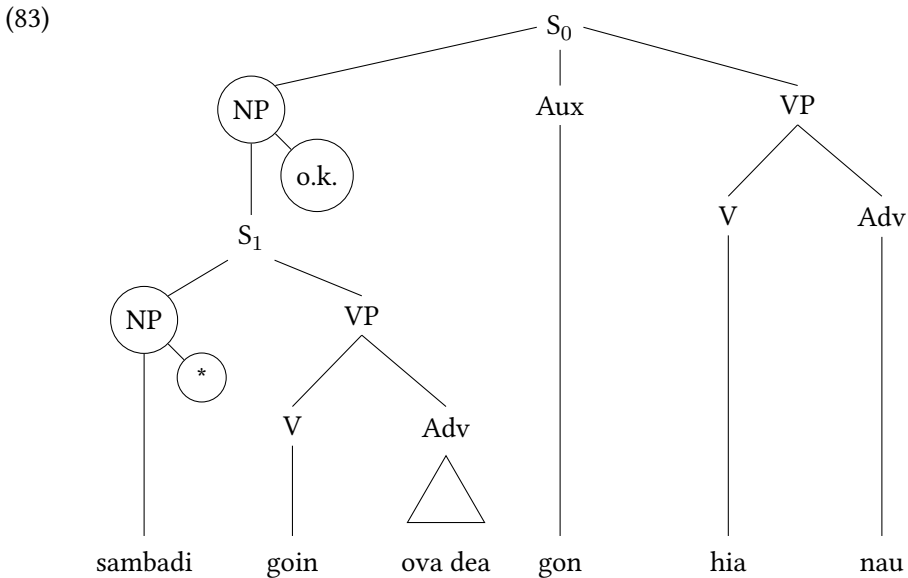 (83)
S₀
NP Aux VP
o.k.
V Adv
S₁
NP VP
*
V Adv
sambadi goin ova dea gon hia nau